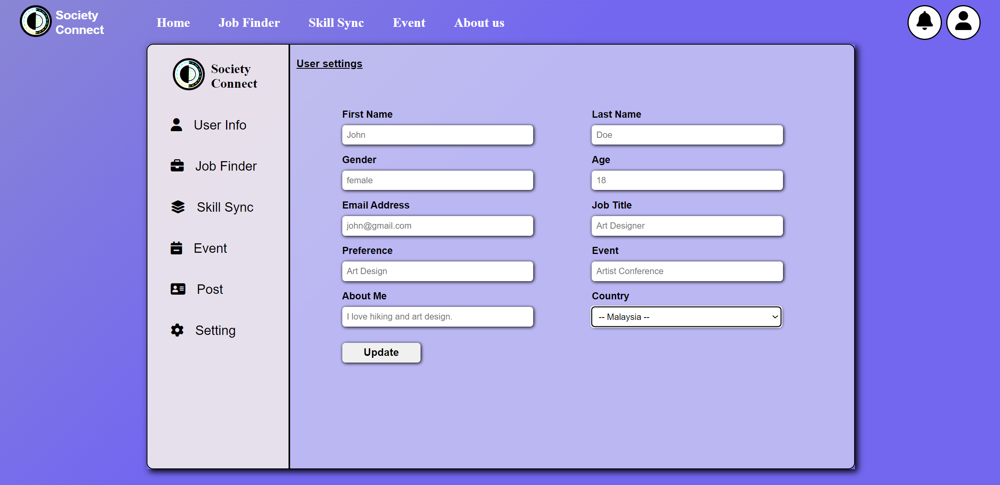 Society
Connect
Home
Job Finder
Skill Sync
Event
About us
Society
Connect
User Info
Job Finder
Skill Sync
Event
Post
Setting
User settings
First Name
Last Name
John
Doe
Gender
Age
female
18
Email Address
Job Title
john@gmail.com
Art Designer
Preference
Event
Art Design
Artist Conference
About Me
Country
I love hiking and art design.
-- Malaysia --
Update